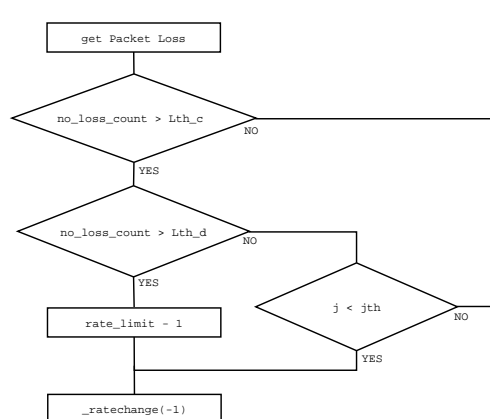 get Packet Loss
no_loss_count > Lth_c
NO
YES
no_loss_count > Lth_d
NO
YES
rate_limit - 1
j < jth
NO
YES
_ratechange(-1)